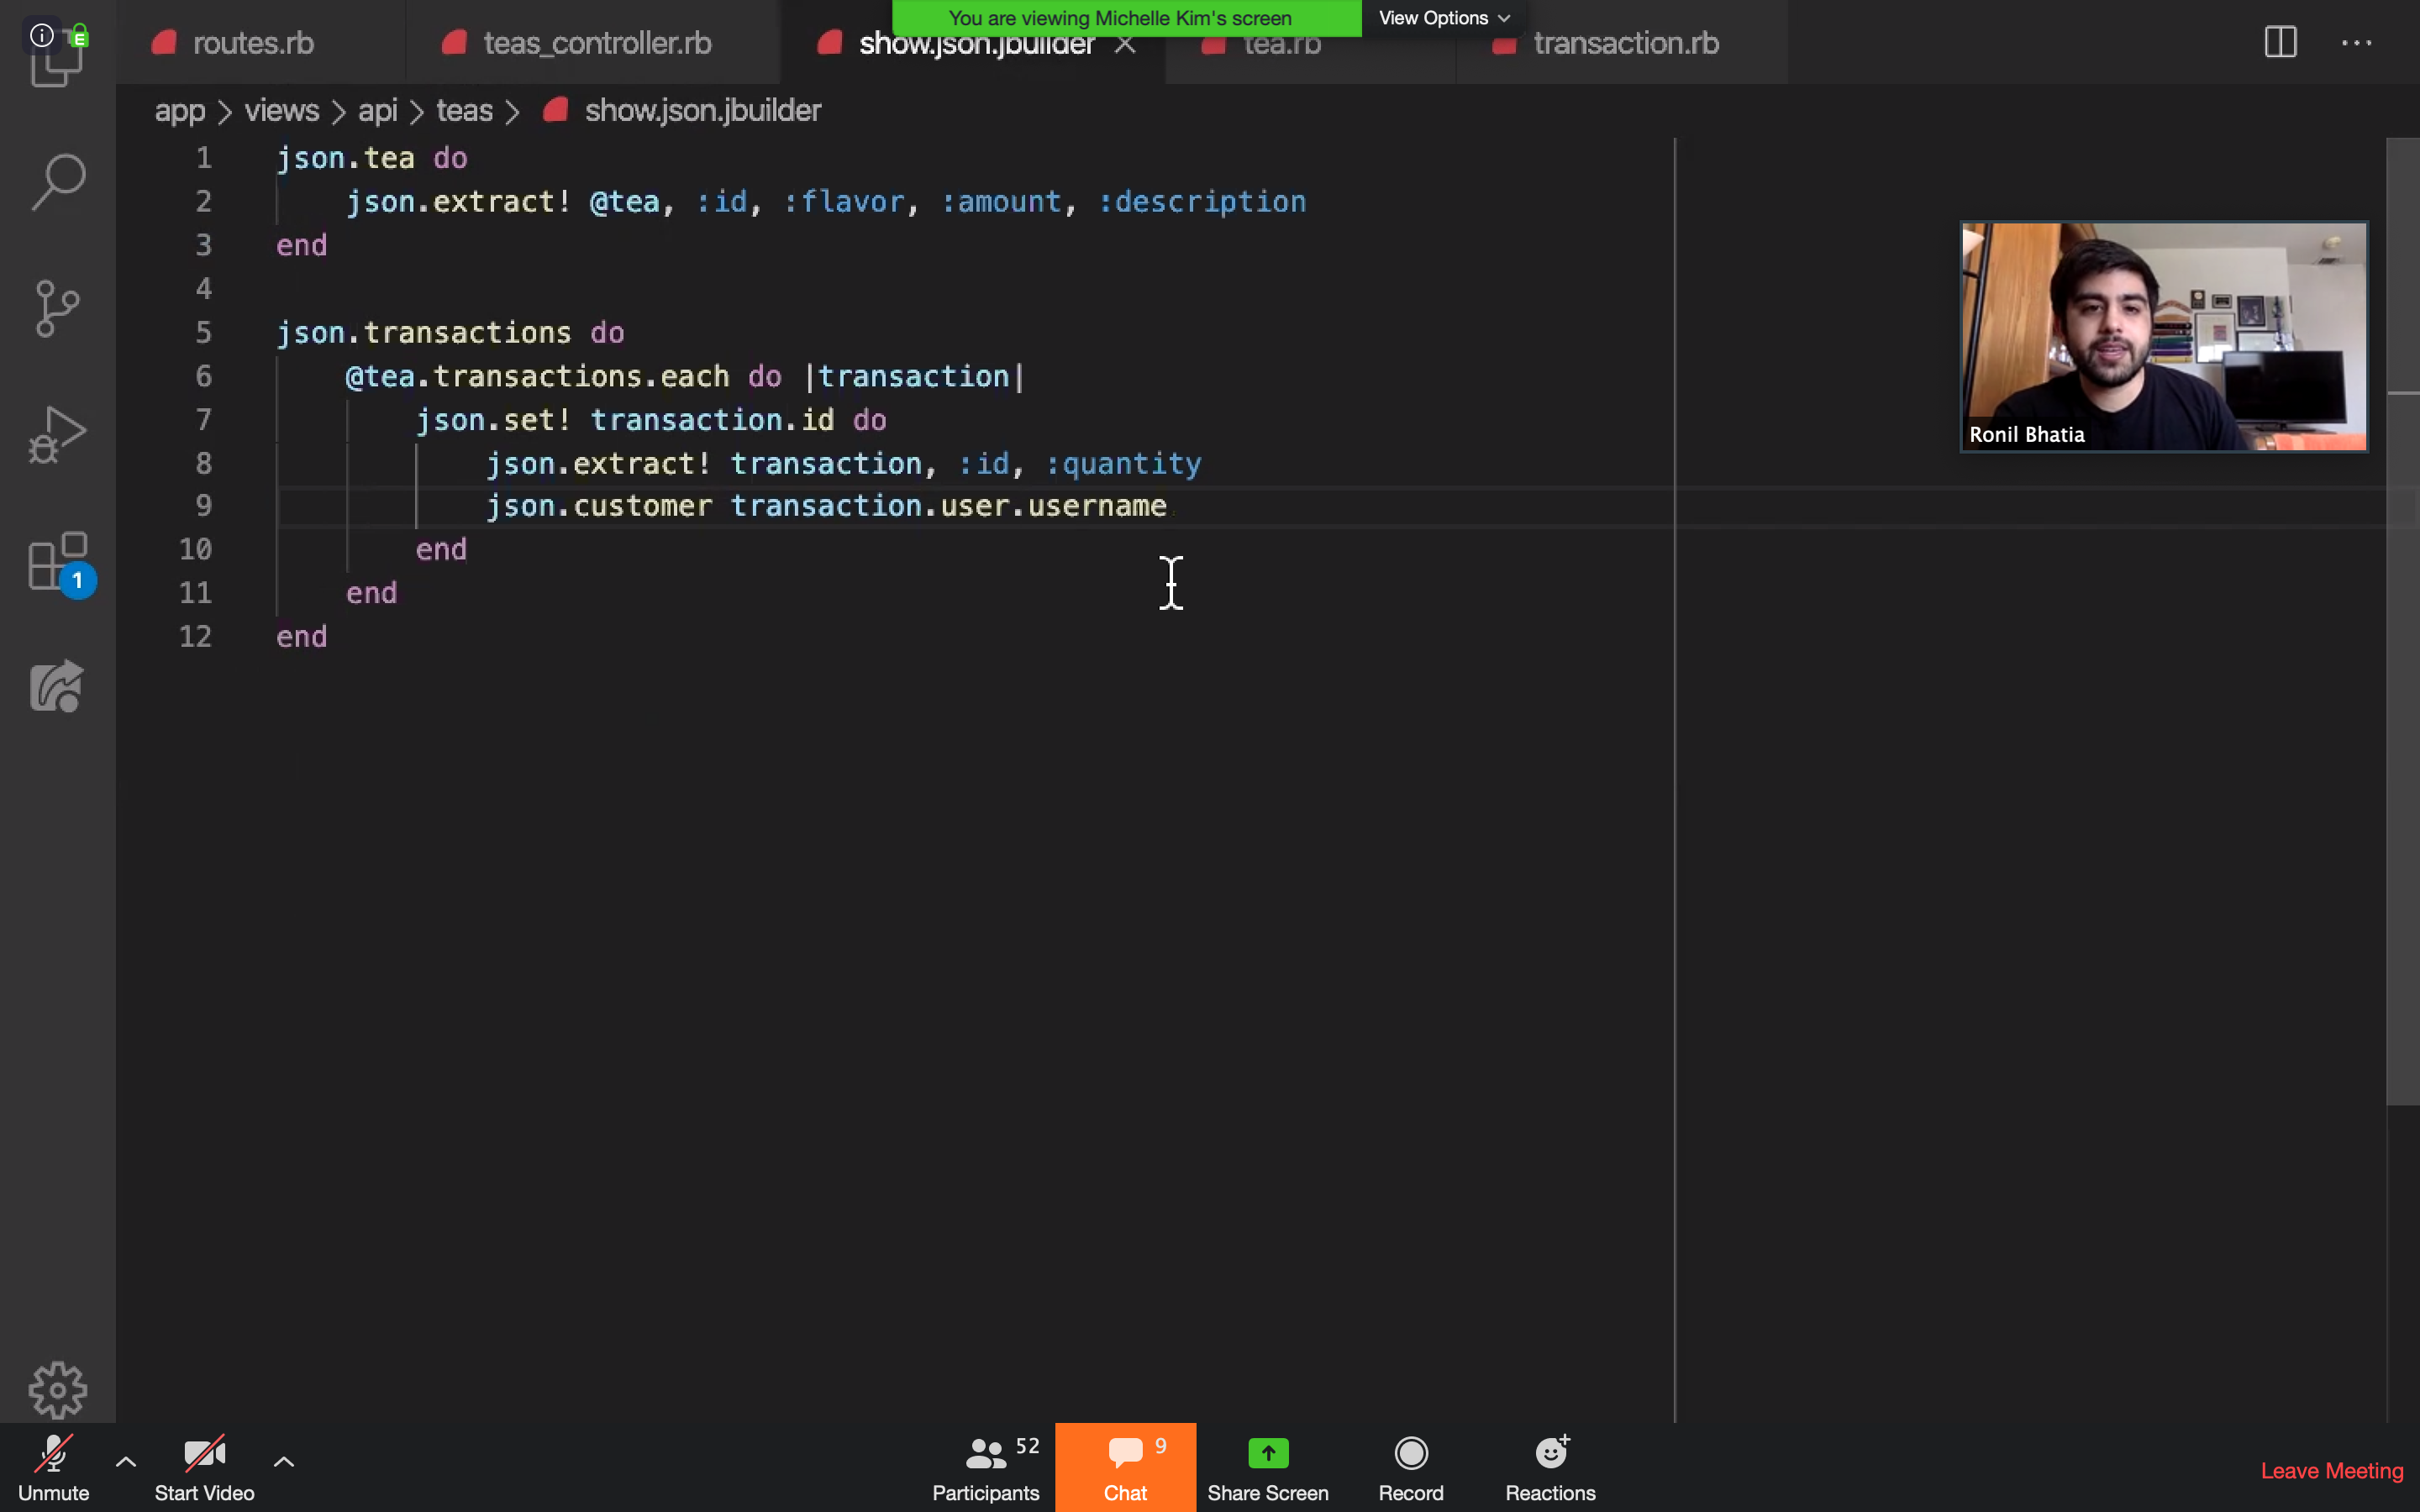 You are viewing Michelle Kim's screen View Options
routes.rb teas_controller.rb show.json.jbuilder tea.rb transaction.rb
app > views > api > teas > show.json.jbuilder
1 json.tea do
2 json.extract! @tea, :id, :flavor, :amount, :description
3 end
4
5 json.transactions do
6 @tea.transactions.each do |transaction|
7 json.set! transaction.id do
8 json.extract! transaction, :id, :quantity
9 json.customer transaction.user.username
10 end
11 end
12 end
Ronil Bhatia
1
52 9
Unmute Start Video Participants Chat Share Screen Record Reactions Leave Meeting